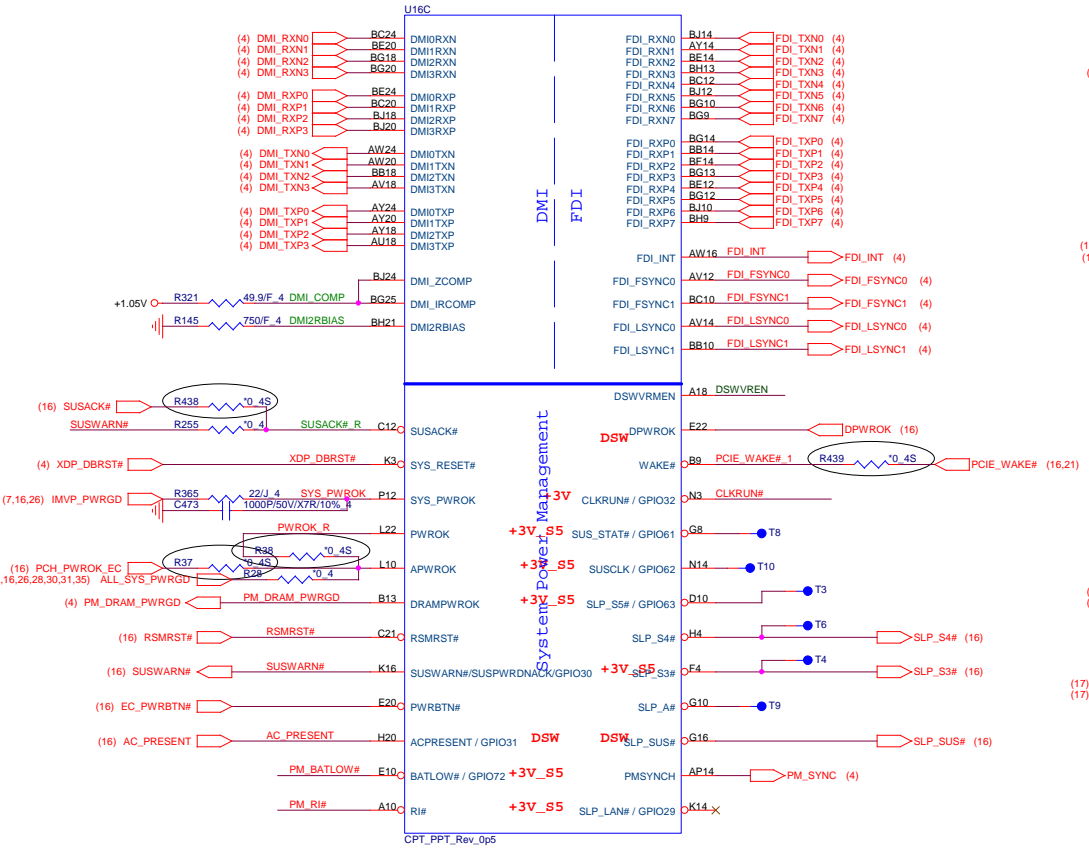 U16C
(4) DMI_RXN0 BC24 DMI0RXN
(4) DMI_RXN1 BE20 DMI1RXN
(4) DMI_RXN2 BG18 DMI2RXN
(4) DMI_RXN3 BG20 DMI3RXN
(4) DMI_RXP0 BE24 DMI0RXP
(4) DMI_RXP1 BC20 DMI1RXP
(4) DMI_RXP2 BJ18 DMI2RXP
(4) DMI_RXP3 BJ20 DMI3RXP
(4) DMI_TXN0 AW24 DMI0TXN
(4) DMI_TXN1 AW20 DMI1TXN
(4) DMI_TXN2 BB18 DMI2TXN
(4) DMI_TXN3 AV18 DMI3TXN
(4) DMI_TXP0 AY24 DMI0TXP
(4) DMI_TXP1 AY20 DMI1TXP
(4) DMI_TXP2 AY18 DMI2TXP
(4) DMI_TXP3 AU18 DMI3TXP
BJ24 DMI_ZCOMP
+1.05V R321 49.9/F_4 DMI_COMP BG25 DMI_IRCOMP
R145 750/F_4 DMI2RBIAS BH21 DMI2RBIAS
DMI
FDI
FDI_RXN0 BJ14 FDI_TXN0 (4)
FDI_RXN1 AY14 FDI_TXN1 (4)
FDI_RXN2 BE14 FDI_TXN2 (4)
FDI_RXN3 BH13 FDI_TXN3 (4)
FDI_RXN4 BC12 FDI_TXN4 (4)
FDI_RXN5 BJ12 FDI_TXN5 (4)
FDI_RXN6 BG10 FDI_TXN6 (4)
FDI_RXN7 BG9 FDI_TXN7 (4)
FDI_RXP0 BG14 FDI_TXP0 (4)
FDI_RXP1 BB14 FDI_TXP1 (4)
FDI_RXP2 BF14 FDI_TXP2 (4)
FDI_RXP3 BG13 FDI_TXP3 (4)
FDI_RXP4 BE12 FDI_TXP4 (4)
FDI_RXP5 BG12 FDI_TXP5 (4)
FDI_RXP6 BJ10 FDI_TXP6 (4)
FDI_RXP7 BH9 FDI_TXP7 (4)
FDI_INT AW16 FDI_INT FDI_INT (4)
FDI_FSYNC0 AV12 FDI_FSYNC0 FDI_FSYNC0 (4)
FDI_FSYNC1 BC10 FDI_FSYNC1 FDI_FSYNC1 (4)
FDI_LSYNC0 AV14 FDI_LSYNC0 FDI_LSYNC0 (4)
FDI_LSYNC1 BB10 FDI_LSYNC1 FDI_LSYNC1 (4)
(16) SUSACK# R438 *0_4S
SUSWARN# R255 *0_4 SUSACK#_R C12 SUSACK#
(4) XDP_DBRST# XDP_DBRST# K3 SYS_RESET#
(7,16,26) IMVP_PWRGD R365 22/J_4 SYS_PWROK P12 SYS_PWROK
C473 1000P/50V/X7R/10%_4
PWROK_R L22 PWROK
R38 *0_4S
(16) PCH_PWROK_EC R37 *0_4S L10 APWROK
,16,26,28,30,31,35) ALL_SYS_PWRGD R28 *0_4
(4) PM_DRAM_PWRGD PM_DRAM_PWRGD B13 DRAMPWROK
(16) RSMRST# RSMRST# C21 RSMRST#
(16) SUSWARN# SUSWARN# K16 SUSWARN#/SUSPWRDNACK/GPIO30
(16) EC_PWRBTN# E20 PWRBTN#
(16) AC_PRESENT AC_PRESENT H20 ACPRESENT / GPIO31 DSW
PM_BATLOW# E10 BATLOW# / GPIO72 +3V_S5
PM_RI# A10 RI# +3V_S5
System Power Management
DSWVRMEN A18 DSWVREN
DSW DPWROK E22 DPWROK (16)
WAKE# B9 PCIE_WAKE#_1 R439 *0_4S PCIE_WAKE# (16,21)
+3V CLKRUN# / GPIO32 N3 CLKRUN#
+3V_S5 SUS_STAT# / GPIO61 G8 T8
+3V_S5 SUSCLK / GPIO62 N14 T10
+3V_S5 SLP_S5# / GPIO63 D10 T3
SLP_S4# H4 T6 SLP_S4# (16)
+3V_S5 SLP_S3# F4 T4 SLP_S3# (16)
SLP_A# G10 T9
DSW SLP_SUS# G16 SLP_SUS# (16)
PMSYNCH AP14 PM_SYNC (4)
SLP_LAN# / GPIO29 K14
CPT_PPT_Rev_0p5
(1
(1
(17)
(17)